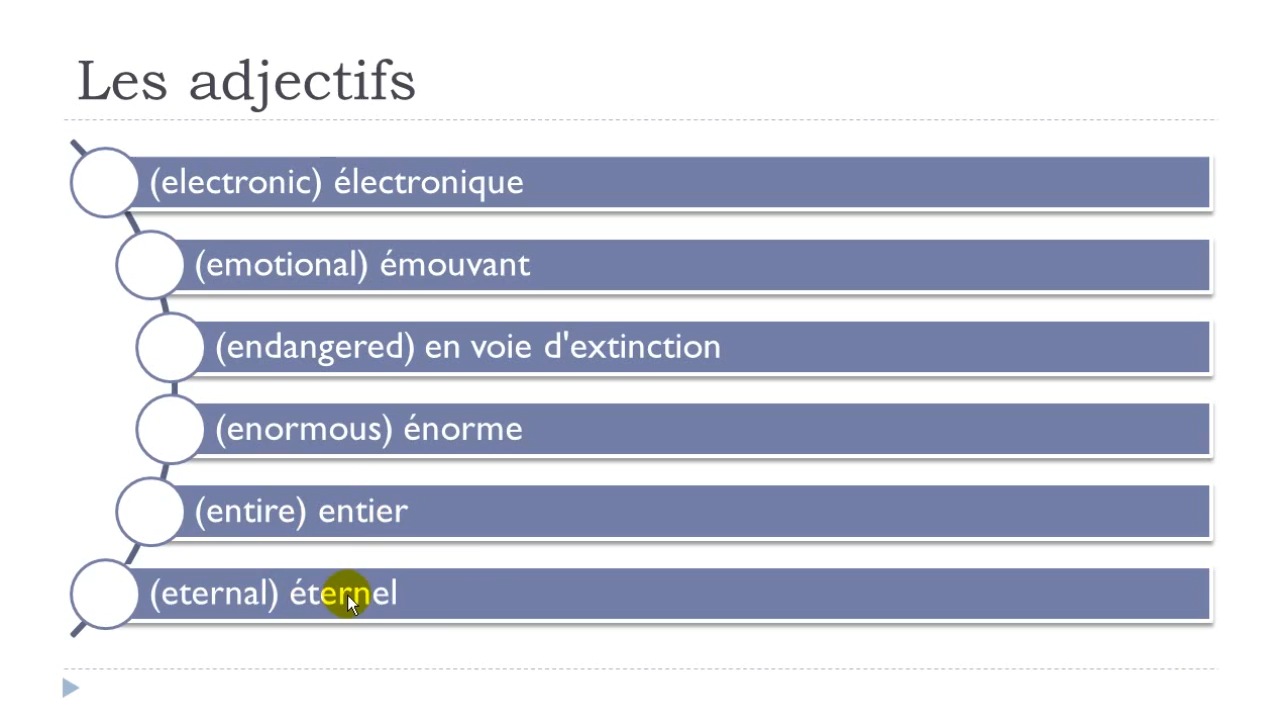 Les adjectifs
(electronic) électronique
(emotional) émouvant
(endangered) en voie d'extinction
(enormous) énorme
(entire) entier
(eternal) éternel